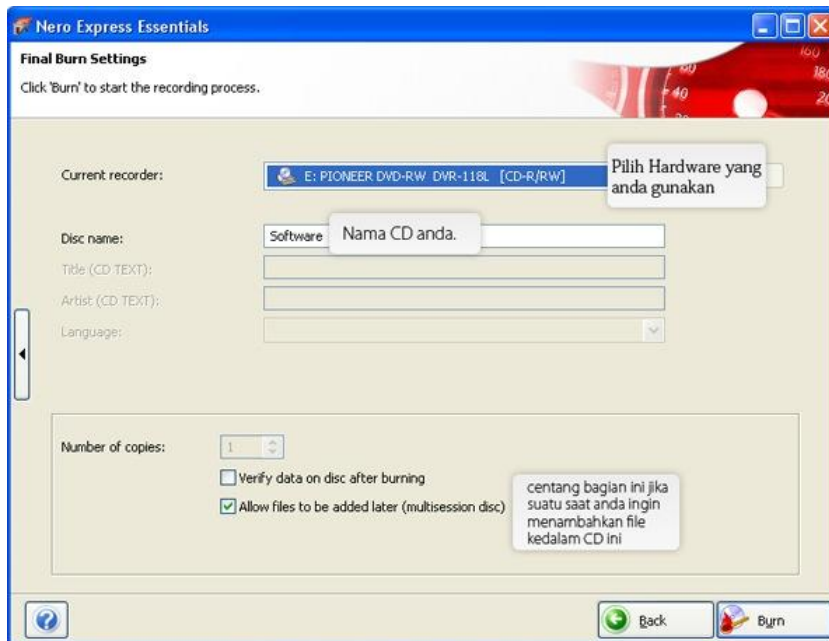 Nero Express Essentials
Final Burn Settings
Click 'Burn' to start the recording process.
Current recorder:
E: PIONEER DVD-RW DVR-118L [CD-R/RW]
Pilih Hardware yang
anda gunakan
Disc name:
Software
Nama CD anda.
Title (CD TEXT):
Artist (CD TEXT):
Language:
Number of copies:
1
Verify data on disc after burning
Allow files to be added later (multisession disc)
centang bagian ini jika
suatu saat anda ingin
menambahkan file
kedalam CD ini
Back
Burn